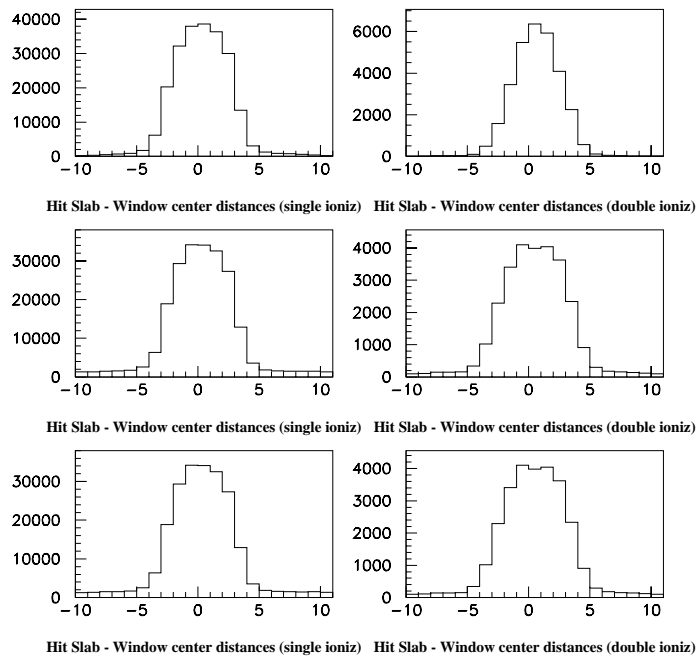 40000
30000
20000
10000
0
−10 −5 0 5 10
6000
4000
2000
0
−10 −5 0 5 10
Hit Slab - Window center distances (single ioniz)
Hit Slab - Window center distances (double ioniz)
30000
20000
10000
0
−10 −5 0 5 10
4000
3000
2000
1000
0
−10 −5 0 5 10
Hit Slab - Window center distances (single ioniz)
Hit Slab - Window center distances (double ioniz)
30000
20000
10000
0
−10 −5 0 5 10
4000
3000
2000
1000
0
−10 −5 0 5 10
Hit Slab - Window center distances (single ioniz)
Hit Slab - Window center distances (double ioniz)